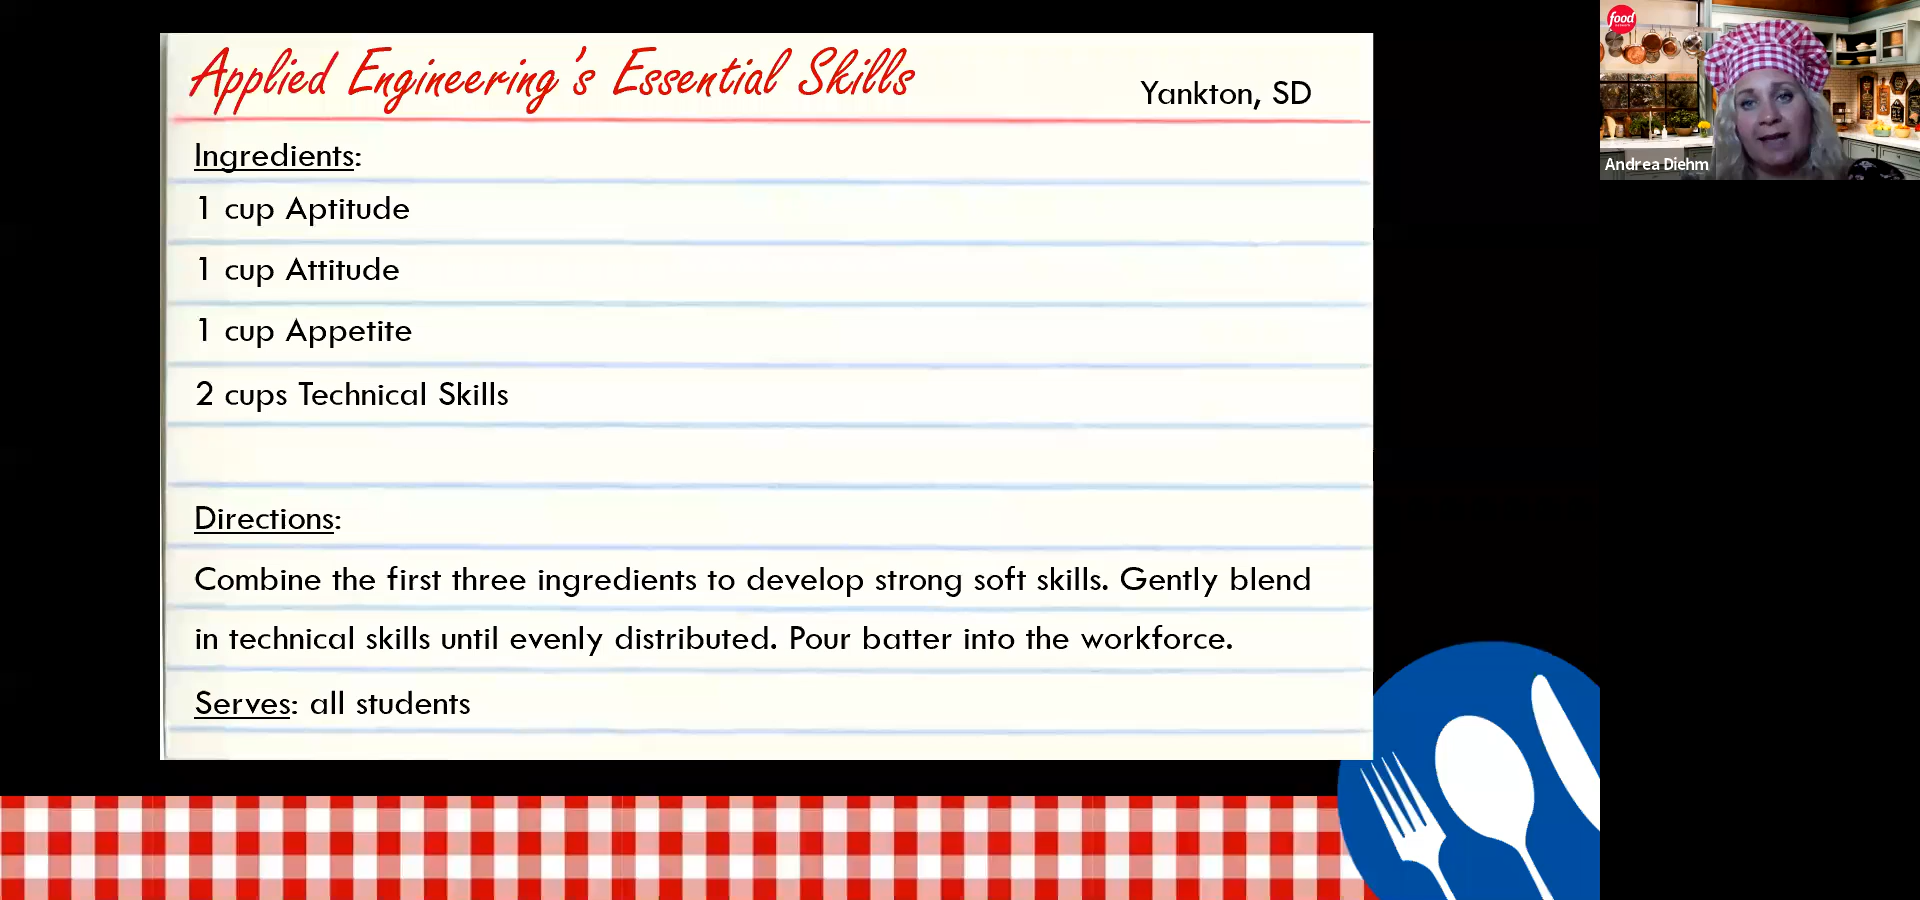 Applied Engineering's Essential Skills
Yankton, SD
Ingredients:
1 cup Aptitude
1 cup Attitude
1 cup Appetite
2 cups Technical Skills
Directions:
Combine the first three ingredients to develop strong soft skills. Gently blend
in technical skills until evenly distributed. Pour batter into the workforce.
Serves: all students
food
Andrea Diehm